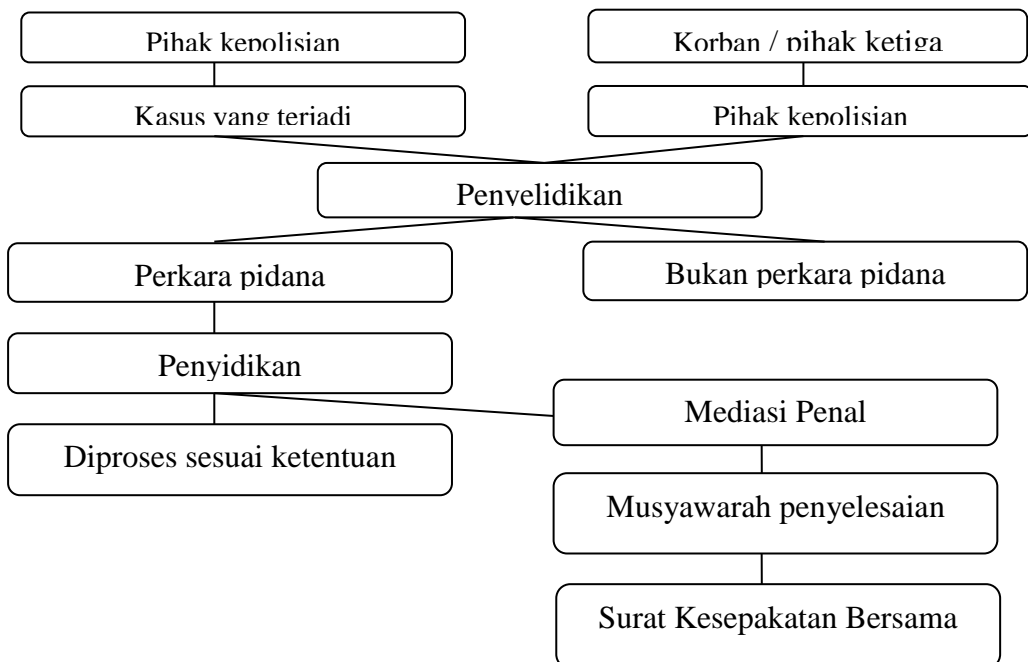 Pihak kepolisian
Korban / pihak ketiga
Kasus yang terjadi
Pihak kepolisian
Penyelidikan
Perkara pidana
Bukan perkara pidana
Penyidikan
Mediasi Penal
Diproses sesuai ketentuan
Musyawarah penyelesaian
Surat Kesepakatan Bersama